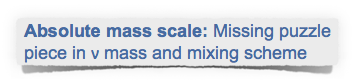 Absolute mass scale: Missing puzzle
piece in ν mass and mixing scheme